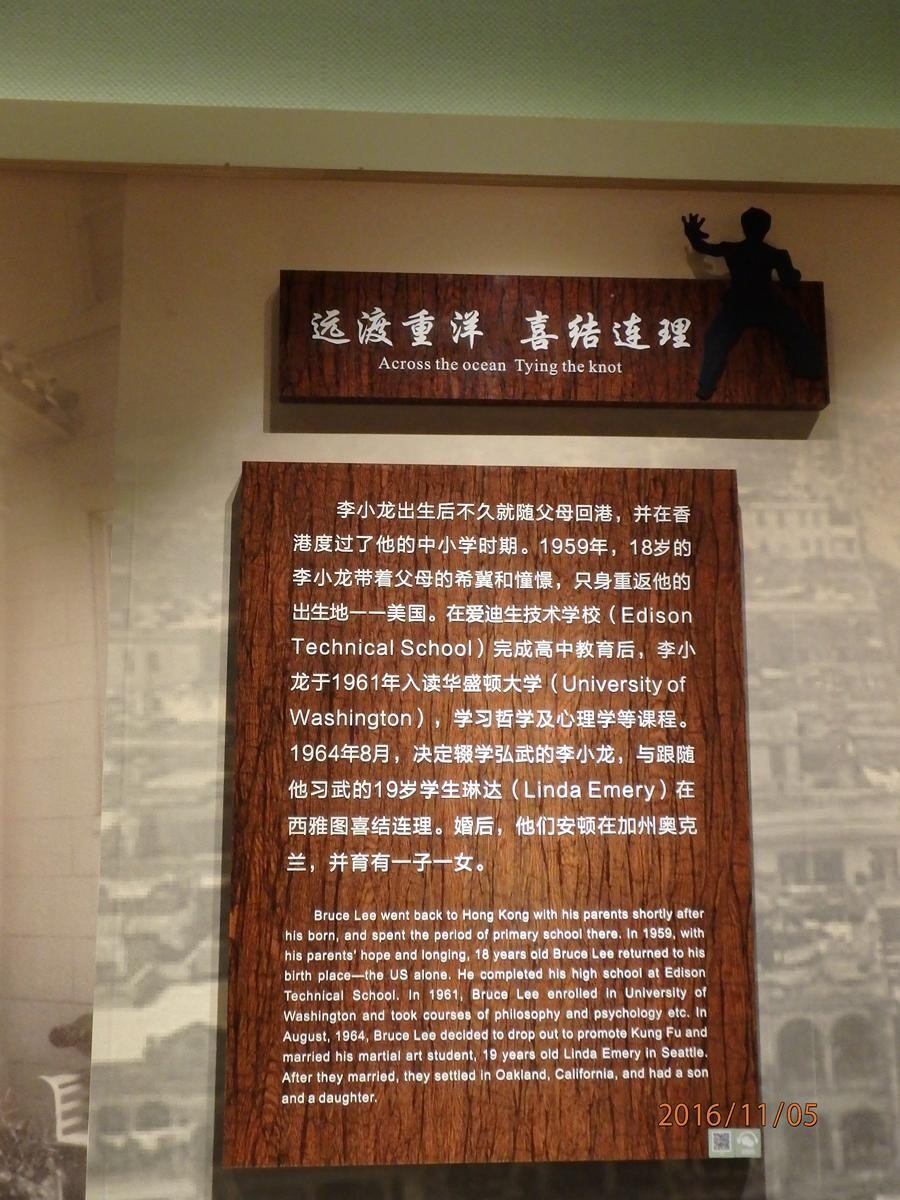 远渡重洋 喜结连理
Across the ocean Tying the knot
李小龙出生后不久就随父母回港，并在香
港度过了他的中小学时期。1959年，18岁的
李小龙带着父母的希冀和憧憬，只身重返他的
出生地一一美国。在爱迪生技术学校（Edison
Technical School）完成高中教育后，李小
龙于1961年入读华盛顿大学（University of
Washington），学习哲学及心理学等课程。
1964年8月，决定辍学弘武的李小龙，与跟随
他习武的19岁学生琳达（Linda Emery）在
西雅图喜结连理。婚后，他们安顿在加州奥克
兰，并育有一子一女。
Bruce Lee went back to Hong Kong with his parents shortly after
his born, and spent the period of primary school there. In 1959, with
his parents' hope and longing, 18 years old Bruce Lee returned to his
birth place—the US alone. He completed his high school at Edison
Technical School. In 1961, Bruce Lee enrolled in University of
Washington and took courses of philosophy and psychology etc. In
August, 1964, Bruce Lee decided to drop out to promote Kung Fu and
married his martial art student, 19 years old Linda Emery in Seattle.
After they married, they settled in Oakland, California, and had a son
and a daughter.
2016/11/05